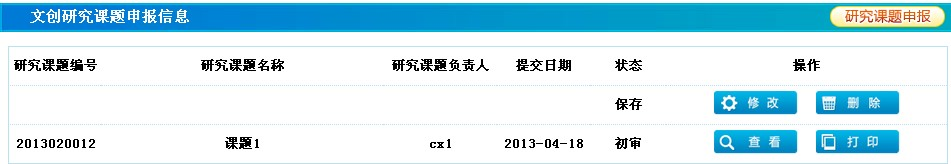 文创研究课题申报信息 研究课题申报
研究课题编号 研究课题名称 研究课题负责人 提交日期 状态 操作
保存 修改 删除
2013020012 课题1 cx1 2013-04-18 初审 查看 打印